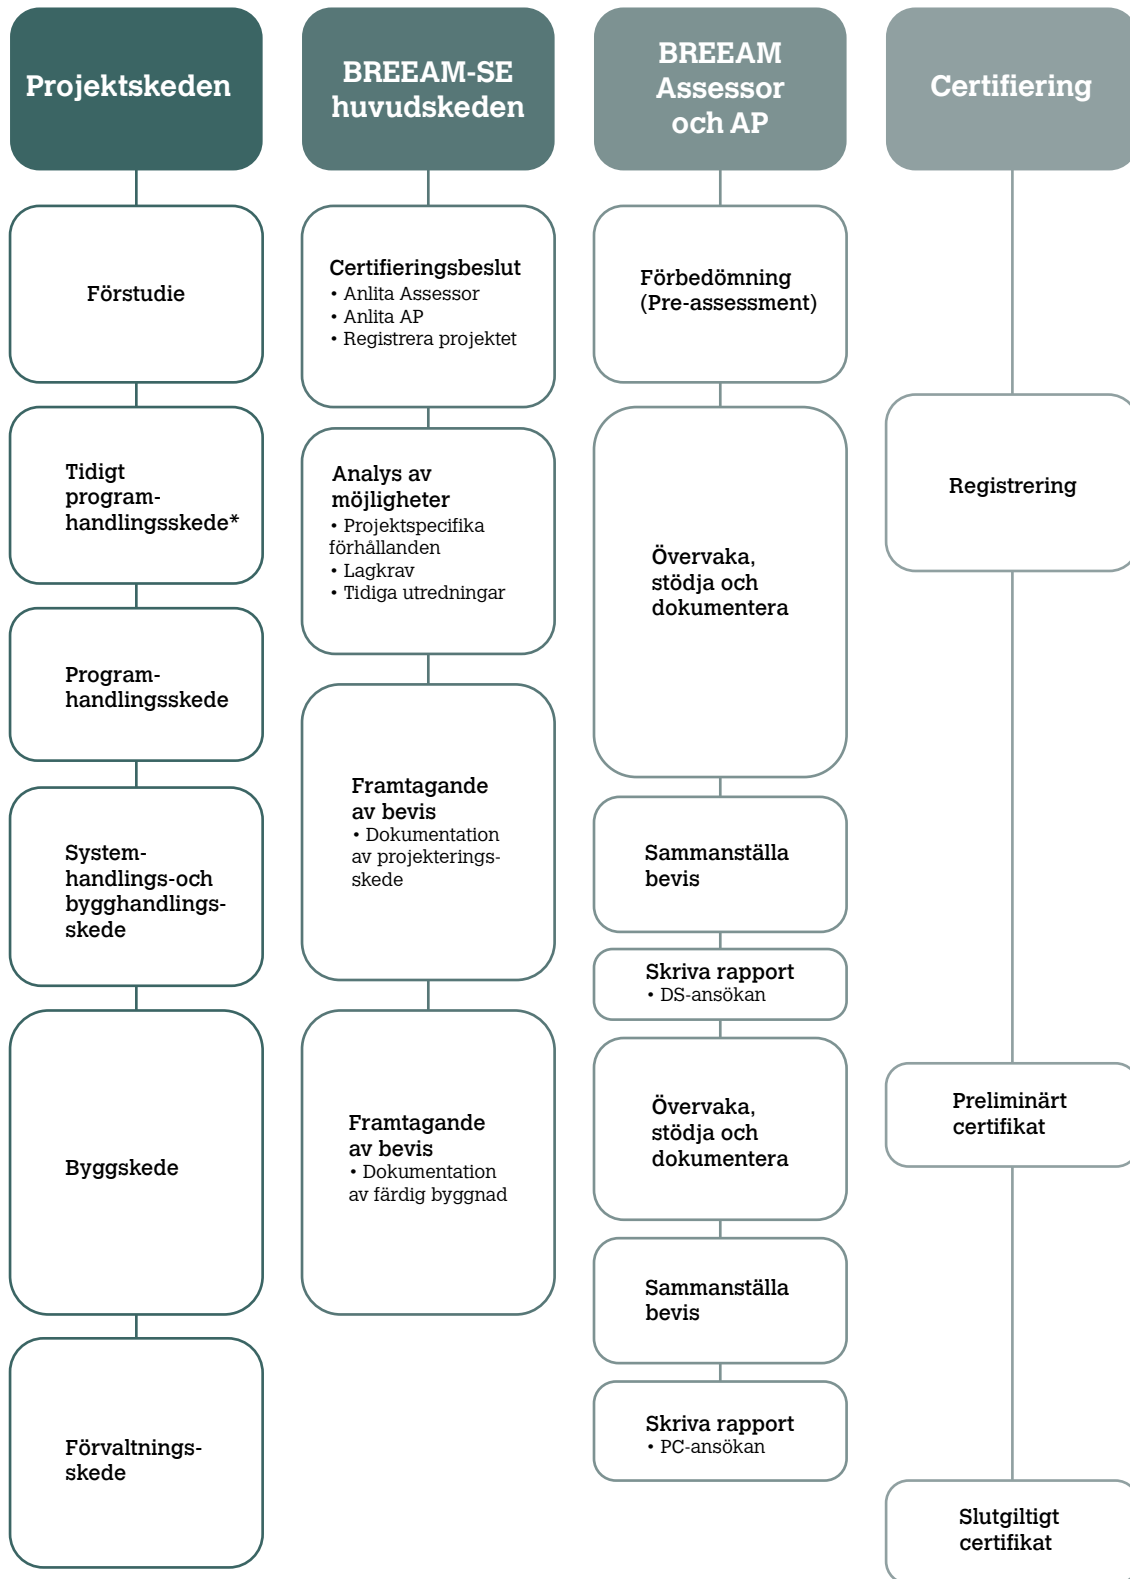 Projektskeden
Förstudie
Tidigt
program-
handlingsskede*
Program-
handlingsskede
System-
handlings-och
bygghandlings-
skede
Byggskede
Förvaltnings-
skede
BREEAM-SE
huvudskeden
Certifieringsbeslut
• Anlita Assessor
• Anlita AP
• Registrera projektet
Analys av
möjligheter
• Projektspecifika
förhållanden
• Lagkrav
• Tidiga utredningar
Framtagande
av bevis
• Dokumentation
av projekterings-
skede
Framtagande
av bevis
• Dokumentation
av färdig byggnad
BREEAM
Assessor
och AP
Förbedömning
(Pre-assessment)
Övervaka,
stödja och
dokumentera
Sammanställa
bevis
Skriva rapport
• DS-ansökan
Övervaka,
stödja och
dokumentera
Sammanställa
bevis
Skriva rapport
• PC-ansökan
Certifiering
Registrering
Preliminärt
certifikat
Slutgiltigt
certifikat